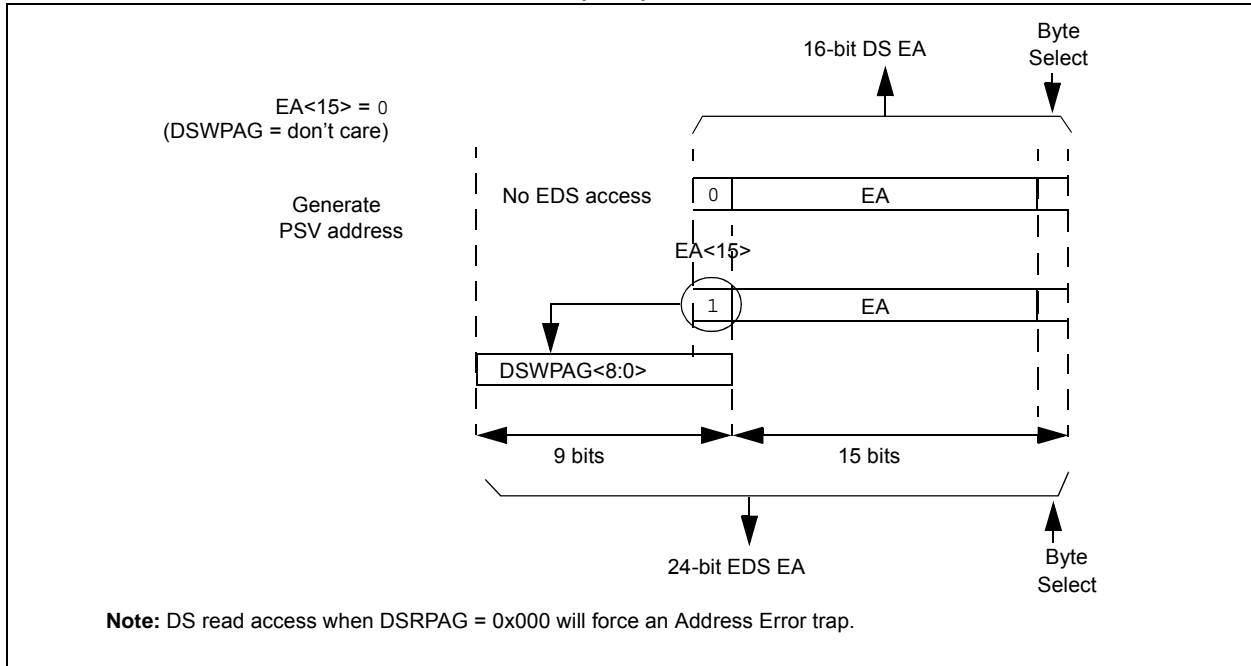 16-bit DS EA
Byte
Select
EA<15> = 0
(DSWPAG = don't care)
Generate
PSV address
No EDS access
0
EA
EA<15>
1
EA
DSWPAG<8:0>
9 bits
15 bits
24-bit EDS EA
Byte
Select
Note: DS read access when DSRPAG = 0x000 will force an Address Error trap.